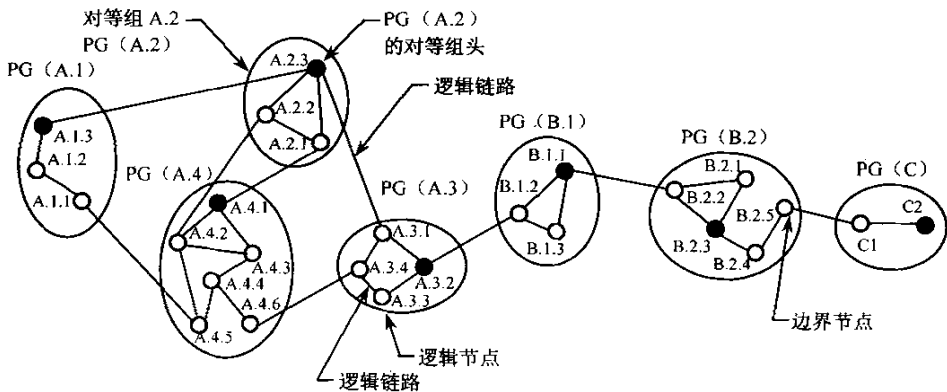 对等组 A.2
PG（A.2）
PG（A.2）
的对等组头
PG（A.1）
A.2.3
逻辑链路
A.2.2
A.2.1
A.1.3
A.1.2
A.1.1
PG（B.1）
PG（B.2）
PG（A.4）
PG（A.3）
PG（C）
B.1.1
B.1.2
B.1.3
B.2.1
B.2.2
B.2.5
B.2.3
B.2.4
C2
C1
A.4.1
A.4.2
A.4.3
A.4.4
A.4.6
A.4.5
A.3.1
A.3.4
A.3.2
A.3.3
边界节点
逻辑节点
逻辑链路